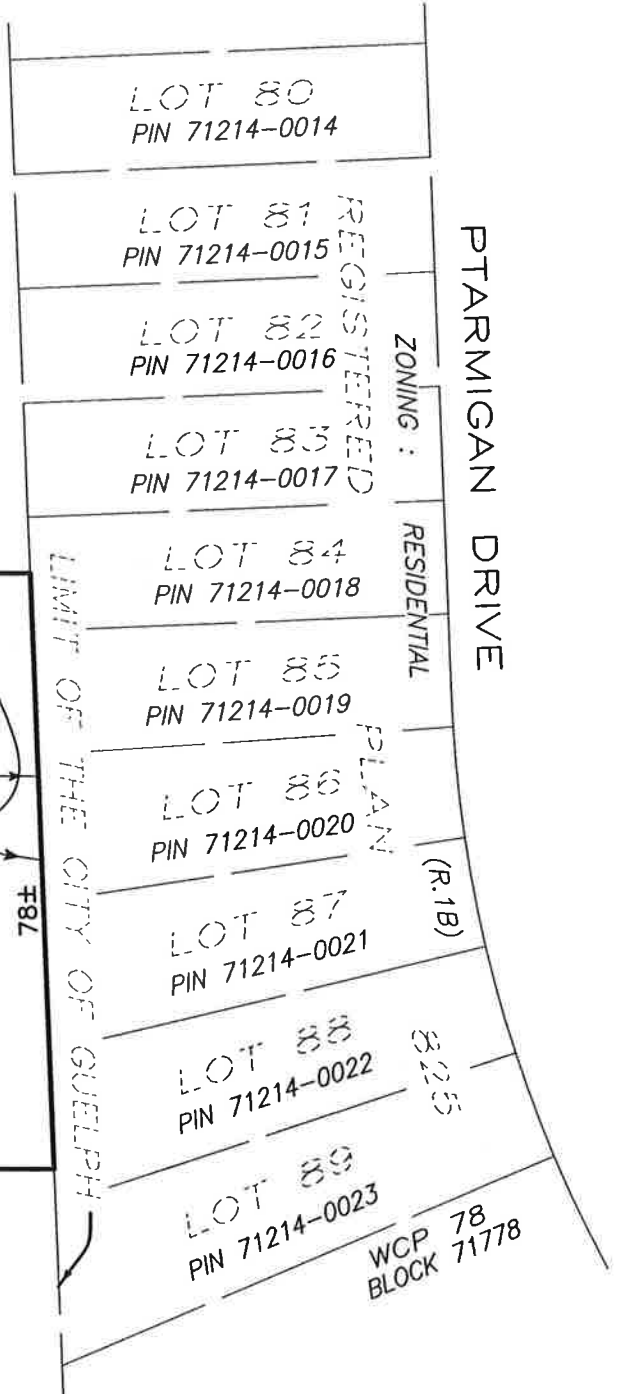 LOT 80
PIN 71214-0014
LOT 81
PIN 71214-0015
LOT 82
PIN 71214-0016
LOT 83
PIN 71214-0017
LOT 84
PIN 71214-0018
LOT 85
PIN 71214-0019
LOT 86
PIN 71214-0020
LOT 87
PIN 71214-0021
LOT 88
PIN 71214-0022
LOT 89
PIN 71214-0023
WCP 78
BLOCK 71778
PTARMIGAN DRIVE
ZONING : RESIDENTIAL (R.1B)
REGISTERED PLAN 825
LIMIT OF THE CITY OF GUELPH
78±